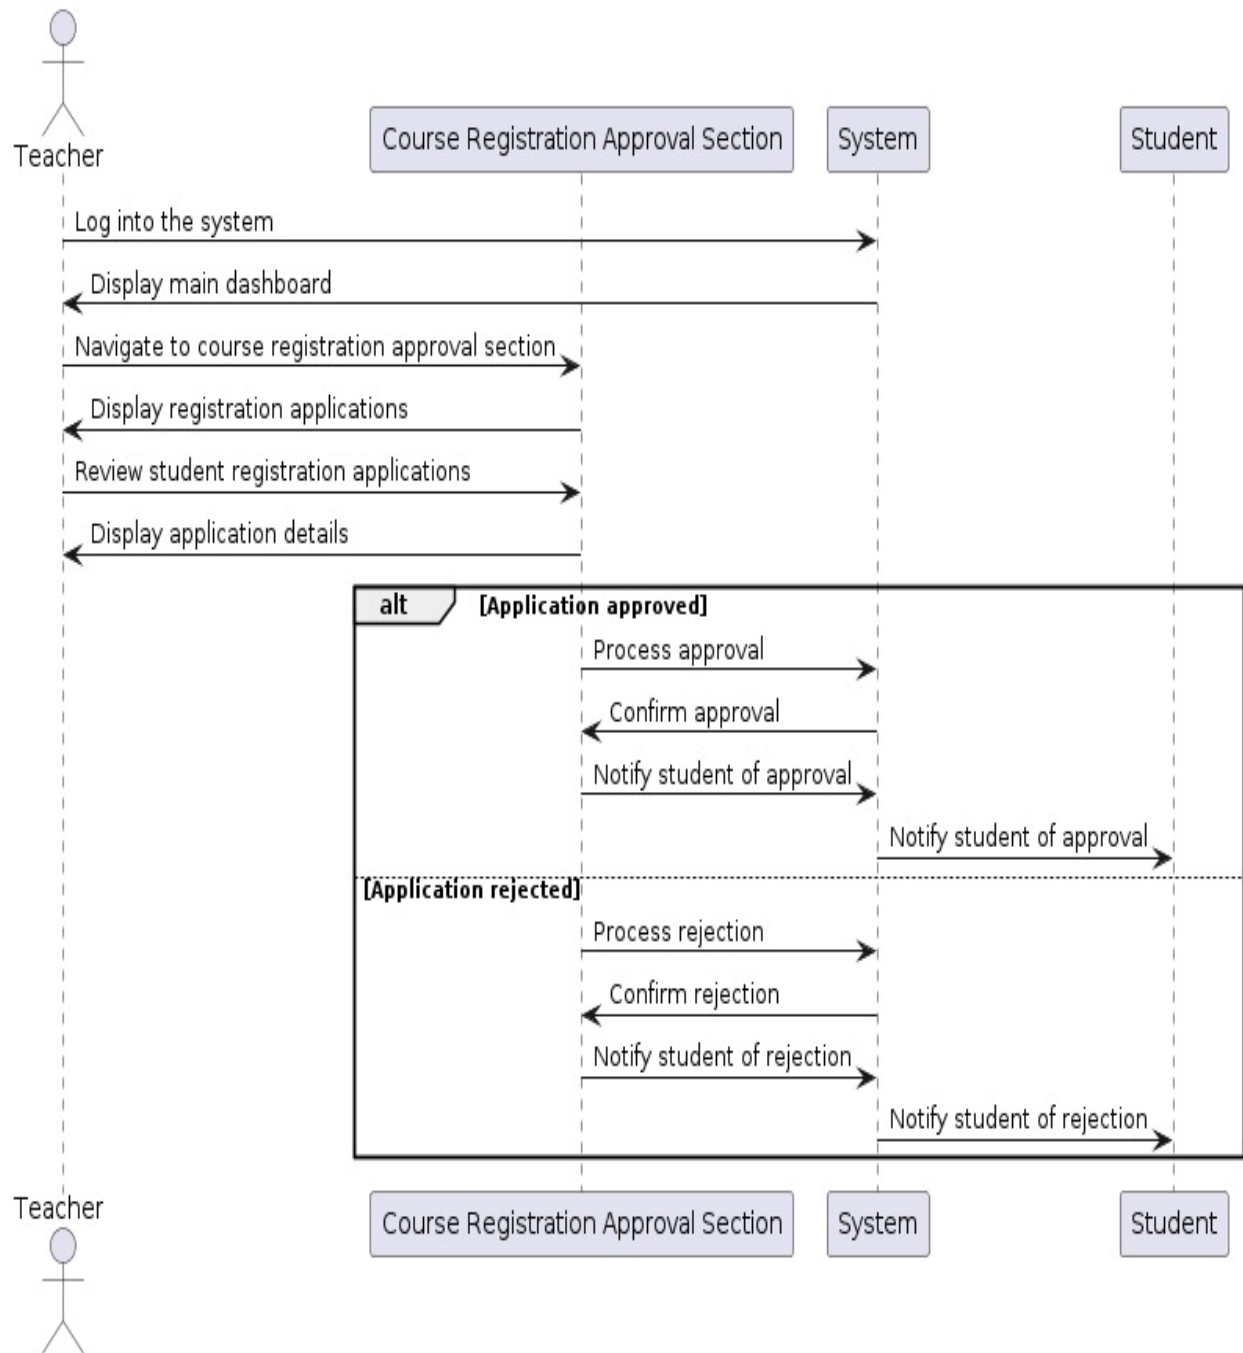 Teacher
Course Registration Approval Section
System
Student
Log into the system
Display main dashboard
Navigate to course registration approval section
Display registration applications
Review student registration applications
Display application details
alt
[Application approved]
Process approval
Confirm approval
Notify student of approval
Notify student of approval
[Application rejected]
Process rejection
Confirm rejection
Notify student of rejection
Notify student of rejection
Teacher
Course Registration Approval Section
System
Student